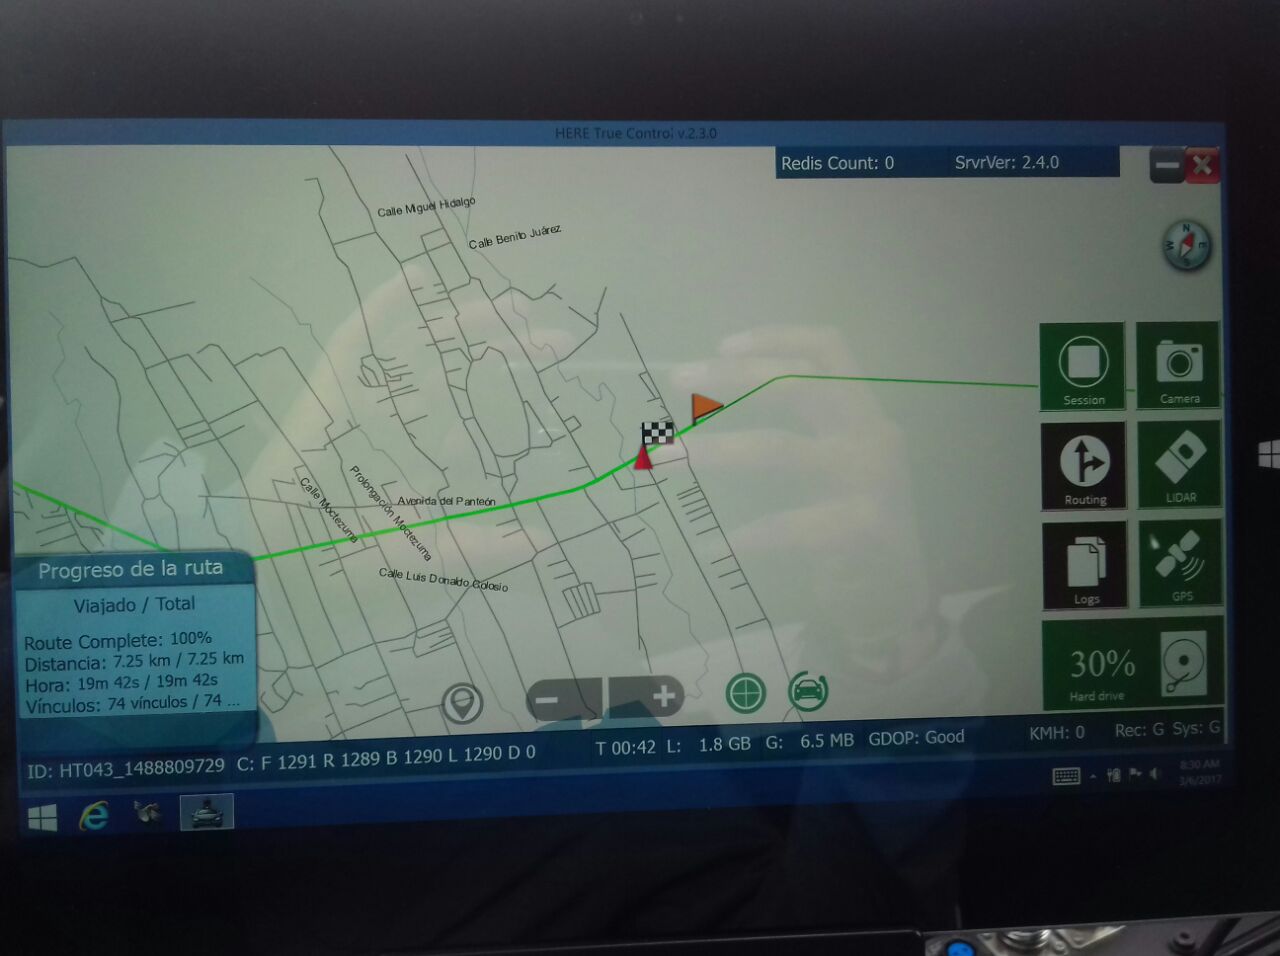 HERE True Control v.2.3.0
Redis Count: 0 SrvrVer: 2.4.0
Calle Miguel Hidalgo
Calle Benito Juárez
N
W E
S
Session
Camera
Routing
LIDAR
Logs
GPS
30%
Hard drive
Calle Moctezuma
Prolongación Moctezuma
Avenida del Panteón
Calle Luis Donaldo Colosio
Progreso de la ruta
Viajado / Total
Route Complete: 100%
Distancia: 7.25 km / 7.25 km
Hora: 19m 42s / 19m 42s
Vínculos: 74 vínculos / 74 ...
ID: HT043_1488809729 C: F 1291 R 1289 B 1290 L 1290 D 0 T 00:42 L: 1.8 GB G: 6.5 MB GDOP: Good KMH: 0 Rec: G Sys: G
8:30 AM
3/6/2017